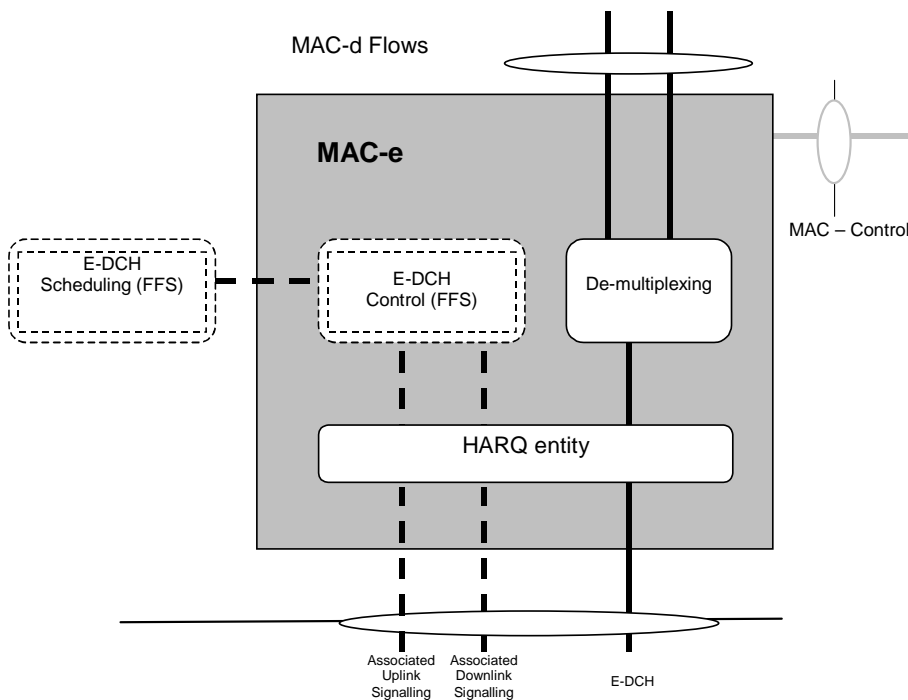 MAC-d Flows
MAC-e
MAC – Control
E-DCH
Scheduling (FFS)
E-DCH
Control (FFS)
De-multiplexing
HARQ entity
Associated
Uplink
Signalling
Associated
Downlink
Signalling
E-DCH